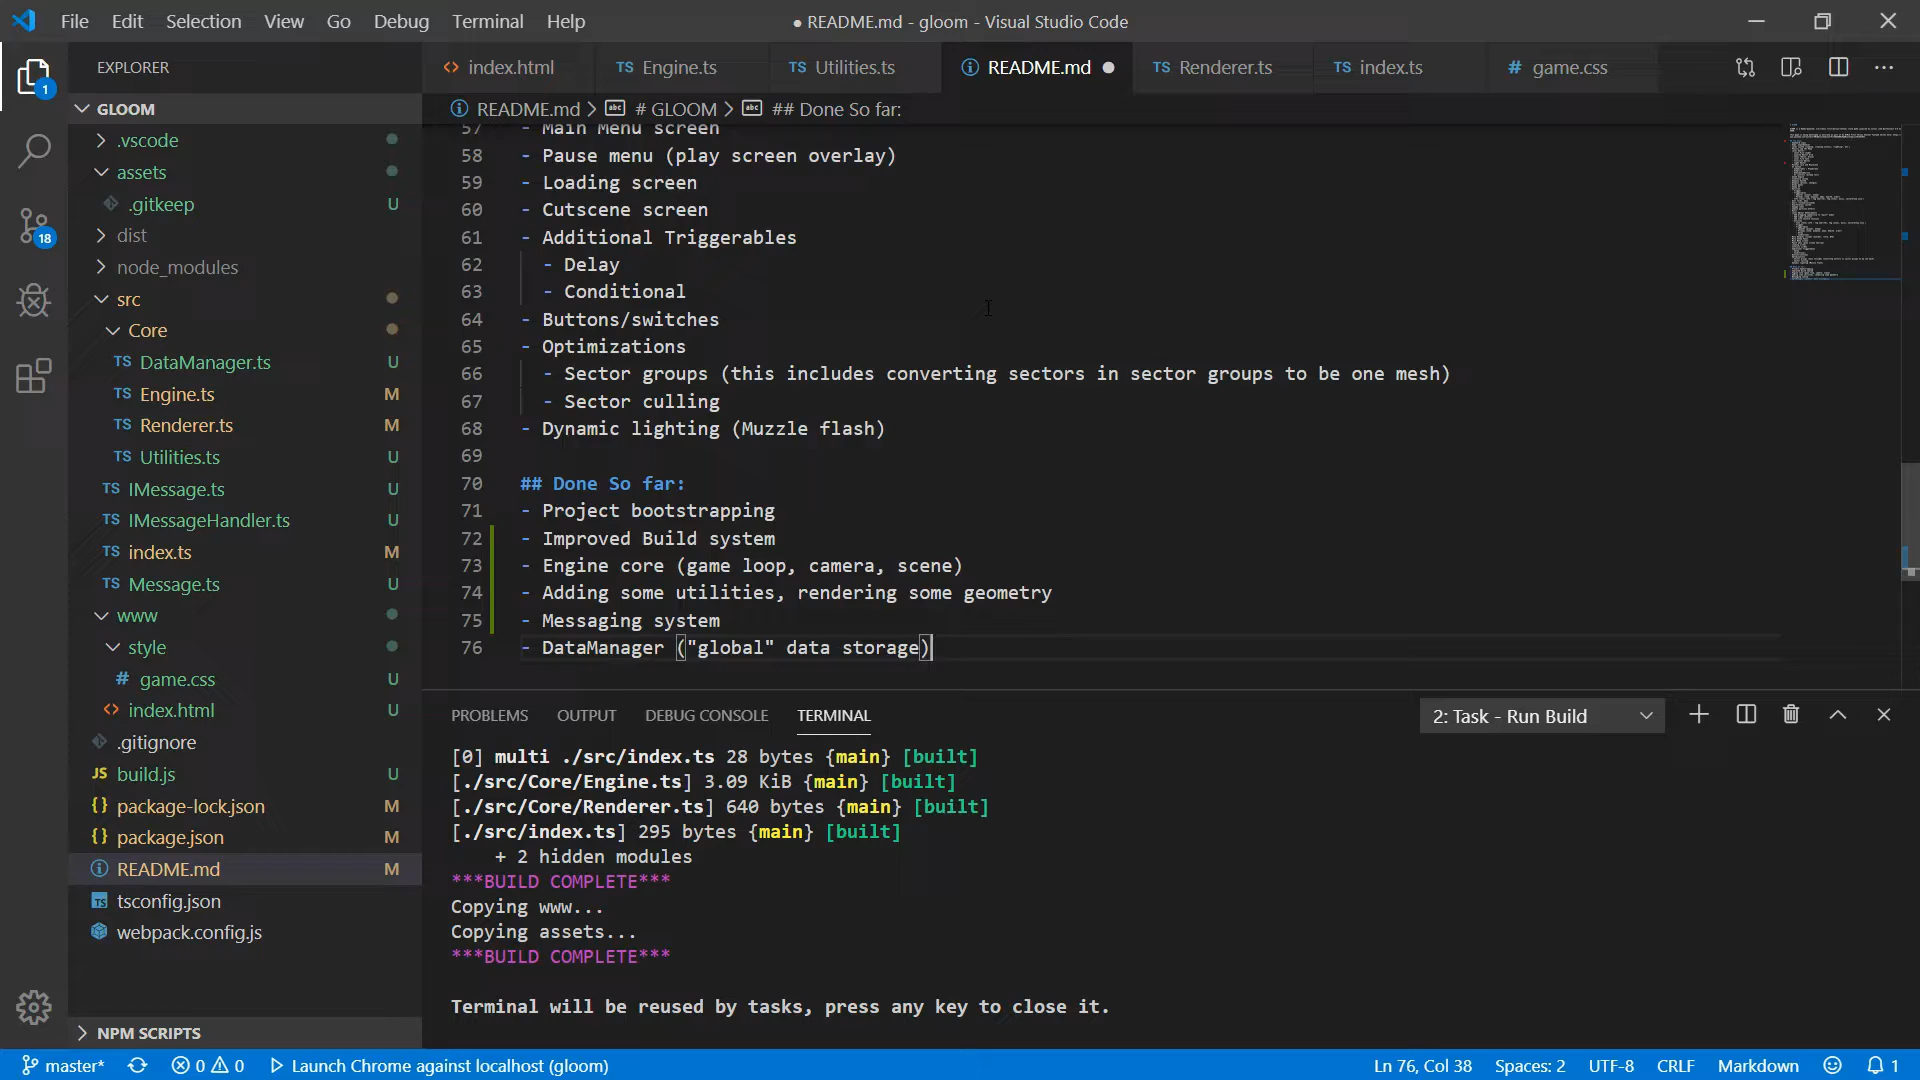 File Edit Selection View Go Debug Terminal Help
● README.md - gloom - Visual Studio Code
EXPLORER
GLOOM
.vscode
assets
.gitkeep U
dist
node_modules
src
Core
TS DataManager.ts U
TS Engine.ts M
TS Renderer.ts M
TS Utilities.ts U
TS IMessage.ts U
TS IMessageHandler.ts U
TS index.ts M
TS Message.ts U
www
style
# game.css U
<> index.html U
.gitignore
JS build.js U
{} package-lock.json M
{} package.json M
README.md M
tsconfig.json
webpack.config.js
NPM SCRIPTS
1
18
<> index.html
TS Engine.ts
TS Utilities.ts
README.md ●
TS Renderer.ts
TS index.ts
# game.css
README.md > # GLOOM > ## Done So far:
57 - Main Menu screen
58 - Pause menu (play screen overlay)
59 - Loading screen
60 - Cutscene screen
61 - Additional Triggerables
62 - Delay
63 - Conditional
64 - Buttons/switches
65 - Optimizations
66 - Sector groups (this includes converting sectors in sector groups to be one mesh)
67 - Sector culling
68 - Dynamic lighting (Muzzle flash)
69
70 ## Done So far:
71 - Project bootstrapping
72 - Improved Build system
73 - Engine core (game loop, camera, scene)
74 - Adding some utilities, rendering some geometry
75 - Messaging system
76 - DataManager ("global" data storage)
PROBLEMS OUTPUT DEBUG CONSOLE TERMINAL
2: Task - Run Build
[0] multi ./src/index.ts 28 bytes {main} [built]
[./src/Core/Engine.ts] 3.09 KiB {main} [built]
[./src/Core/Renderer.ts] 640 bytes {main} [built]
[./src/index.ts] 295 bytes {main} [built]
+ 2 hidden modules
***BUILD COMPLETE***
Copying www...
Copying assets...
***BUILD COMPLETE***
Terminal will be reused by tasks, press any key to close it.
master* 0 0 Launch Chrome against localhost (gloom)
Ln 76, Col 38 Spaces: 2 UTF-8 CRLF Markdown 1